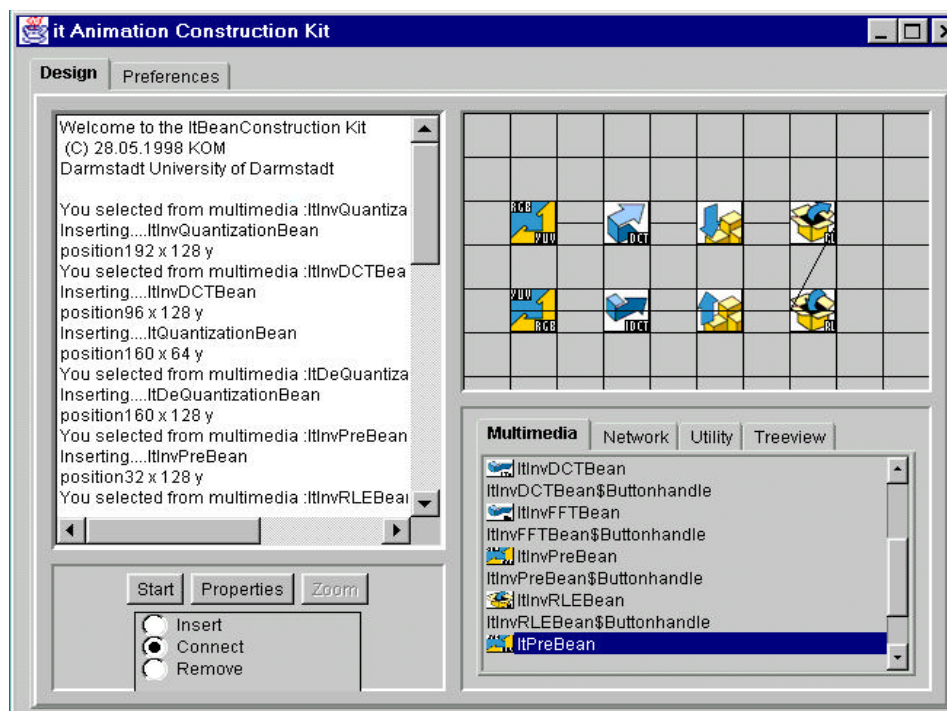 it Animation Construction Kit
Design
Preferences
Welcome to the ItBeanConstruction Kit
(C) 28.05.1998 KOM
Darmstadt University of Darmstadt
You selected from multimedia :ItInvQuantiza
Inserting....ItInvQuantizationBean
position192 x 128 y
You selected from multimedia :ItInvDCTBea
Inserting....ItInvDCTBean
position96 x 128 y
Inserting....ItQuantizationBean
position160 x 64 y
You selected from multimedia :ItDeQuantiza
Inserting....ItDeQuantizationBean
position160 x 128 y
You selected from multimedia :ItInvPreBean
Inserting....ItInvPreBean
position32 x 128 y
You selected from multimedia :ItInvRLEBear
Start
Properties
Zoom
Insert
Connect
Remove
RGB
YUV
DCT
RL
YUV
RGB
IDCT
RL
Multimedia
Network
Utility
Treeview
ItInvDCTBean
ItInvDCTBean$Buttonhandle
ItInvFFTBean
ItInvFFTBean$Buttonhandle
ItInvPreBean
ItInvPreBean$Buttonhandle
ItInvRLEBean
ItInvRLEBean$Buttonhandle
ItPreBean